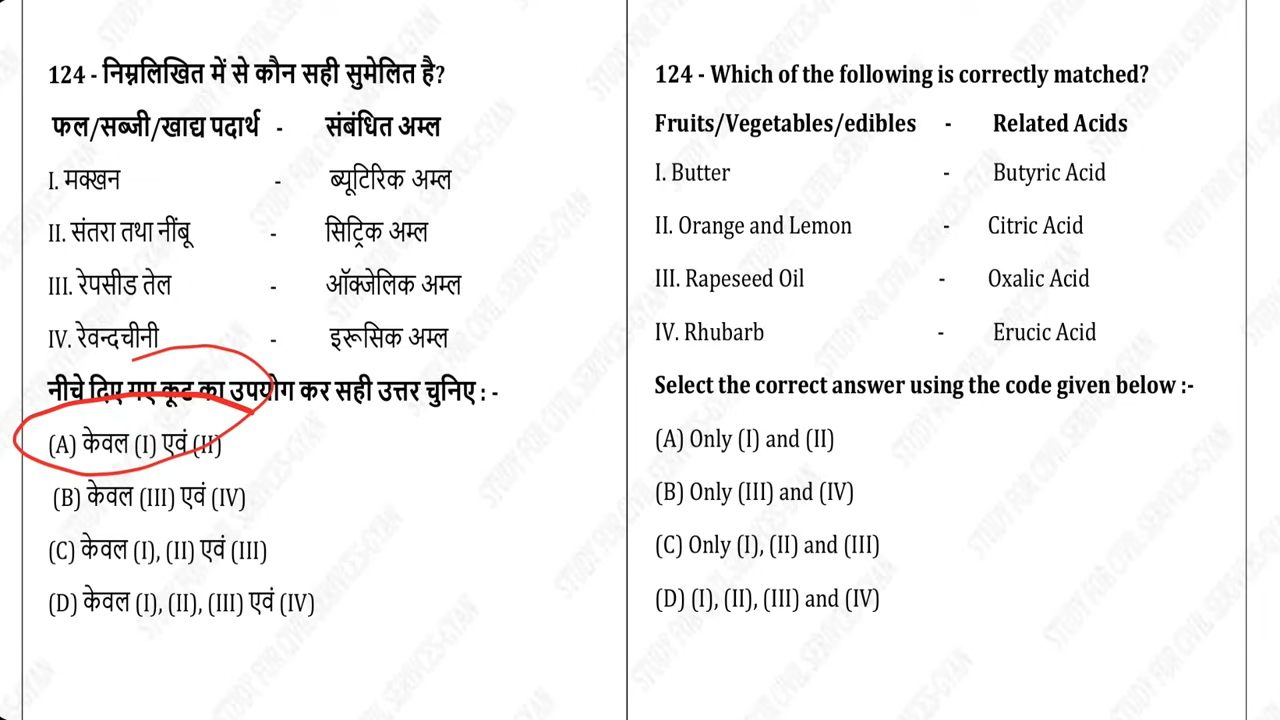 124 - निम्नलिखित में से कौन सही सुमेलित है?
फल/सब्जी/खाद्य पदार्थ - संबंधित अम्ल
I. मक्खन - ब्यूटिरिक अम्ल
II. संतरा तथा नींबू - सिट्रिक अम्ल
III. रेपसीड तेल - ऑक्जेलिक अम्ल
IV. रेवन्दचीनी - इरूसिक अम्ल
नीचे दिए गए कूट का उपयोग कर सही उत्तर चुनिए : -
(A) केवल (I) एवं (II)
(B) केवल (III) एवं (IV)
(C) केवल (I), (II) एवं (III)
(D) केवल (I), (II), (III) एवं (IV)
124 - Which of the following is correctly matched?
Fruits/Vegetables/edibles - Related Acids
I. Butter - Butyric Acid
II. Orange and Lemon - Citric Acid
III. Rapeseed Oil - Oxalic Acid
IV. Rhubarb - Erucic Acid
Select the correct answer using the code given below :-
(A) Only (I) and (II)
(B) Only (III) and (IV)
(C) Only (I), (II) and (III)
(D) (I), (II), (III) and (IV)
STUDY FOR CIVIL SERVICES-GYAN